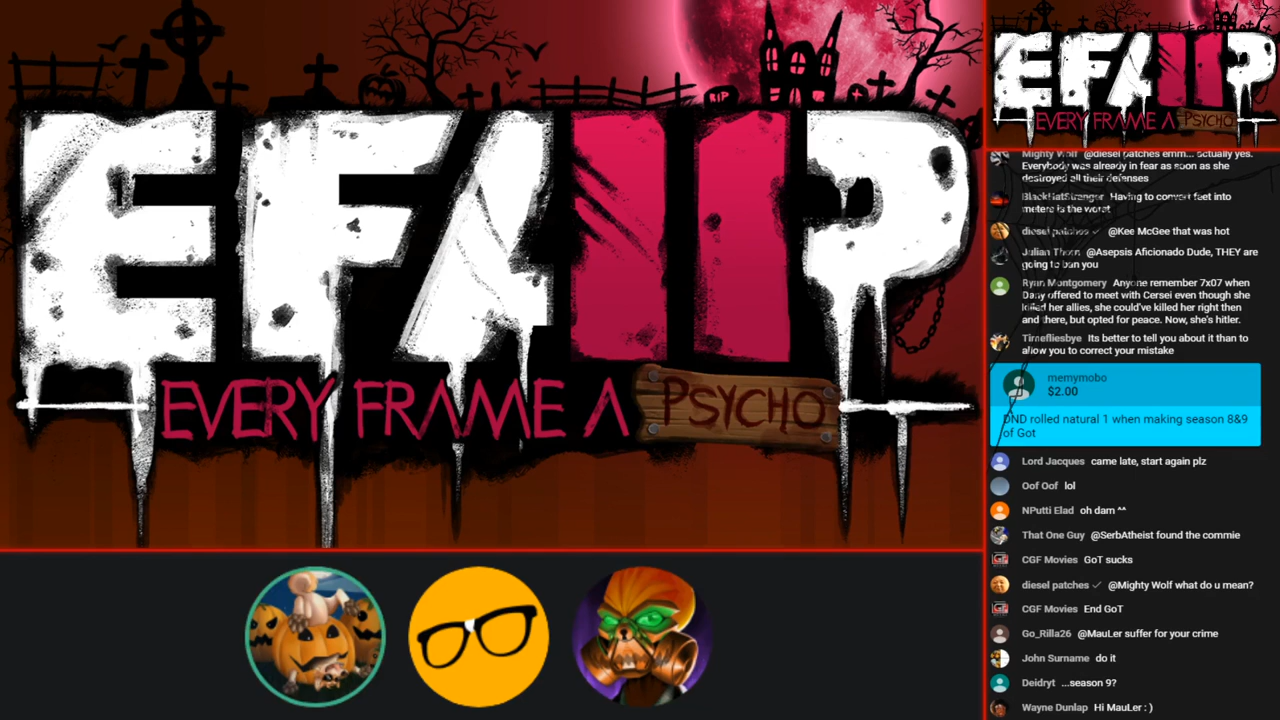 EFAP
EVERY FRAME A PSYCHO
EFAP
EVERY FRAME A PSYCHO
Mighty Wolf @diesel patches emm... actually yes.
Everybody was already in fear as soon as she
destroyed all their defenses
BlackHatStranger Having to convert feet into
meters is the worst
diesel patches @Kee McGee that was hot
Julian Thorn @Asepsis Aficionado Dude, THEY are
going to ban you
Ryan Montgomery Anyone remember 7x07 when
Dany offered to meet with Cersei even though she
killed her allies, she could've killed her right then
and there, but opted for peace. Now, she's hitler.
Timefliesbye Its better to tell you about it than to
allow you to correct your mistake
memymobo
$2.00
DND rolled natural 1 when making season 8&9
of Got
Lord Jacques came late, start again plz
Oof Oof lol
NPutti Elad oh dam ^^
That One Guy @SerbAtheist found the commie
CGF Movies GoT sucks
diesel patches @Mighty Wolf what do u mean?
CGF Movies End GoT
Go_Rilla26 @MauLer suffer for your crime
John Surname do it
Deidryt ...season 9?
Wayne Dunlap Hi MauLer : )